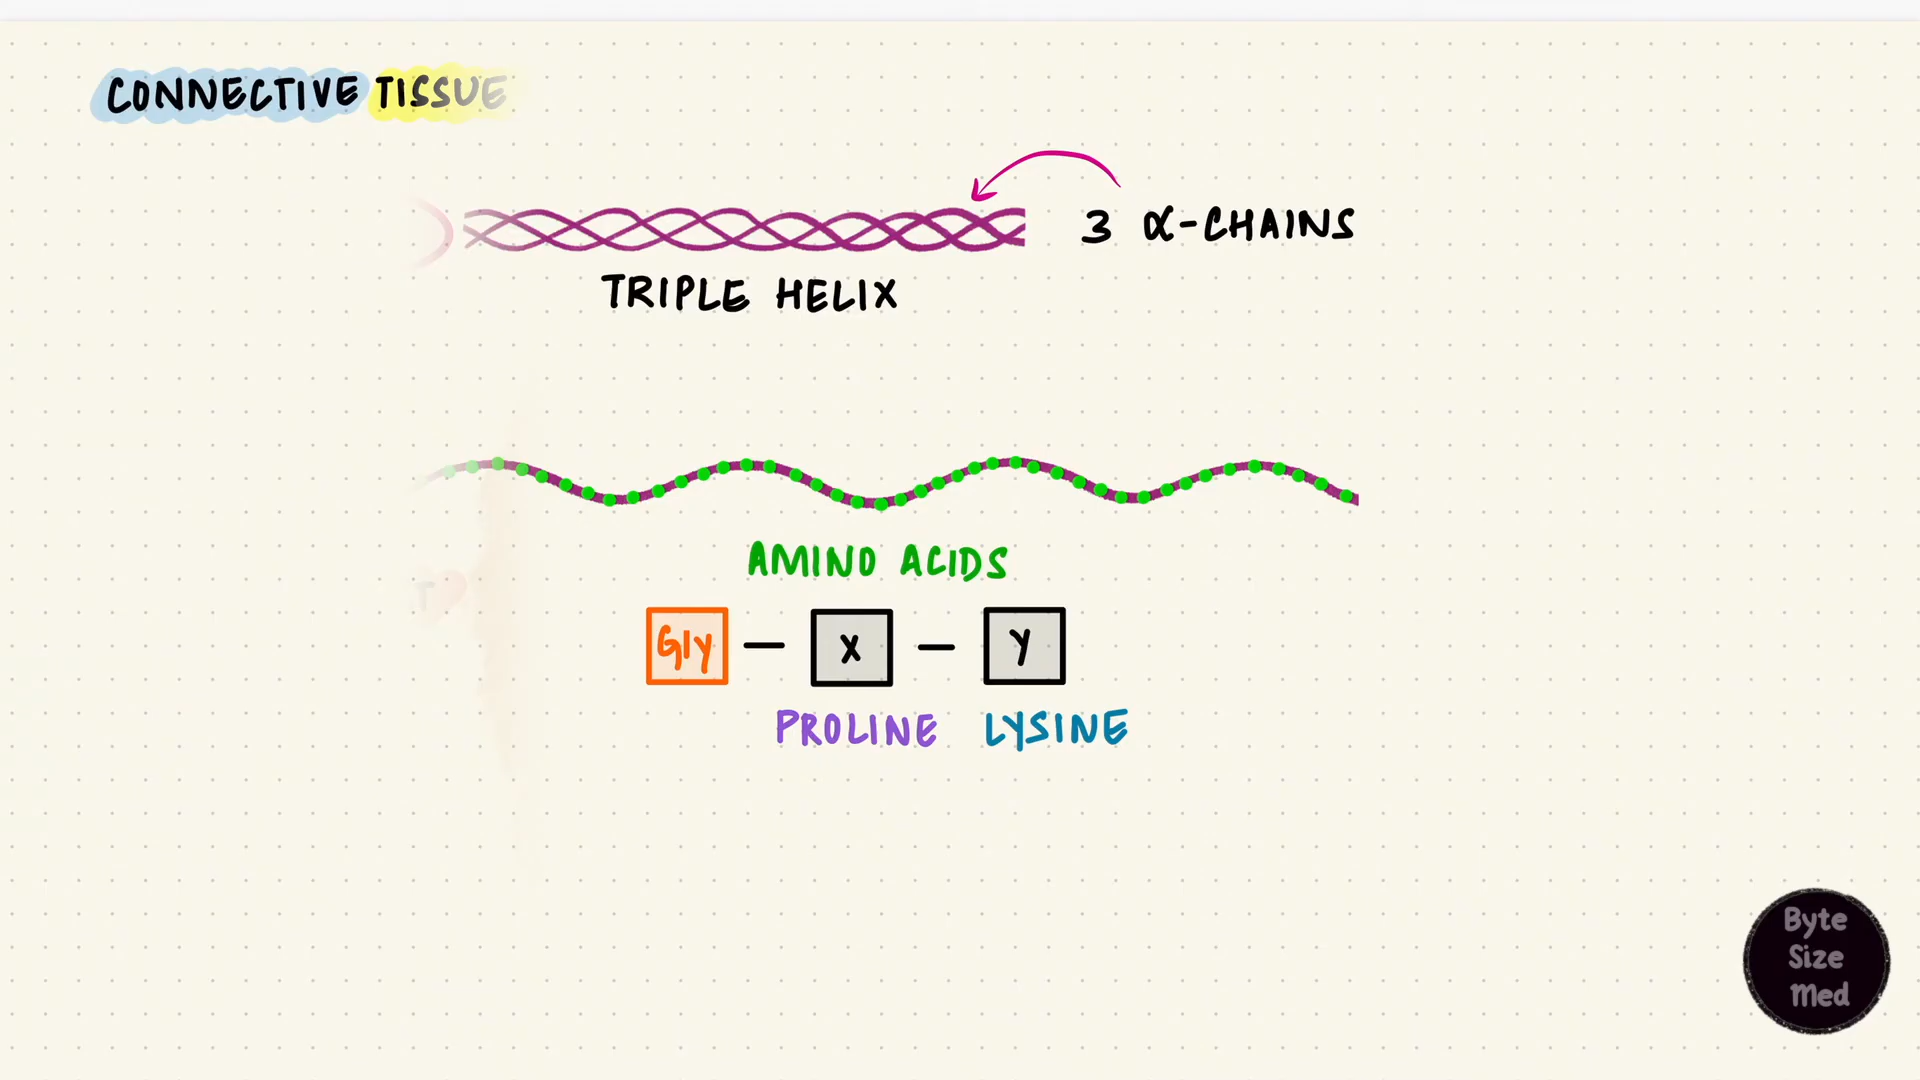 CONNECTIVE TISSUE
3 α-CHAINS
TRIPLE HELIX
AMINO ACIDS
Gly — X — Y
PROLINE LYSINE
Byte
Size
Med